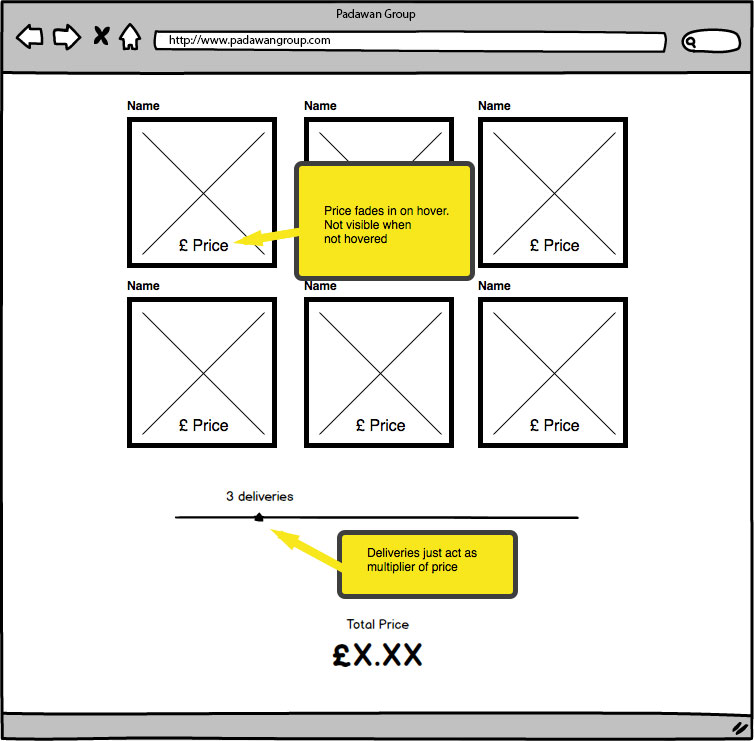 Padawan Group
http://www.padawangroup.com
Name
Name
Name
Price fades in on hover.
Not visible when
not hovered
£ Price
£ Price
Name
Name
Name
£ Price
£ Price
£ Price
3 deliveries
Deliveries just act as
multiplier of price
Total Price
£X.XX